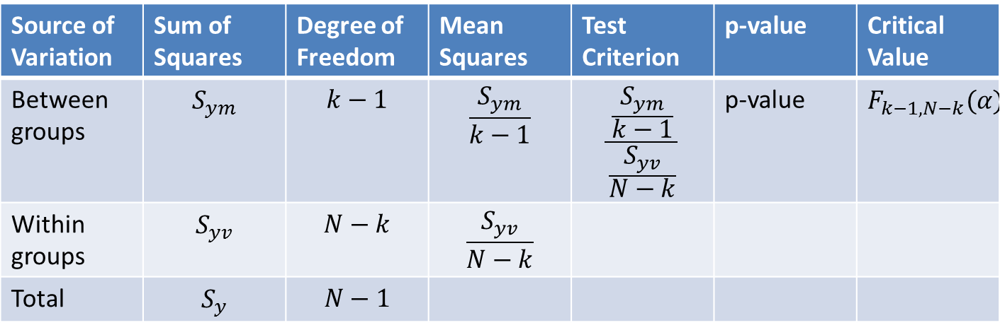 Source of Variation Sum of Squares Degree of Freedom Mean Squares Test Criterion p-value Critical Value
Between groups $S_{ym}$ $k-1$ $\frac{S_{ym}}{k-1}$ $\frac{\frac{S_{ym}}{k-1}}{\frac{S_{yv}}{N-k}}$ p-value $F_{k-1,N-k}(\alpha)$
Within groups $S_{yv}$ $N-k$ $\frac{S_{yv}}{N-k}$
Total $S_{y}$ $N-1$